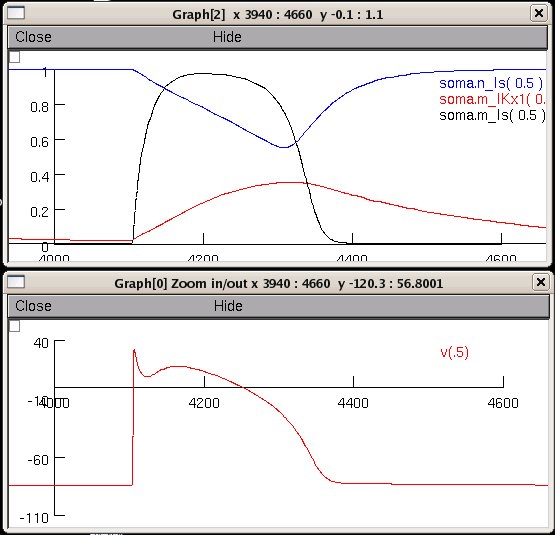 Graph[2] x 3940 : 4660 y -0.1 : 1.1
Close Hide
1
soma.n_Is( 0.5 )
0.8
soma.m_IKx1( 0.
soma.m_Is( 0.5 )
0.6
0.4
0.2
0
4000 4200 4400 4600
Graph[0] Zoom in/out x 3940 : 4660 y -120.3 : 56.8001
Close Hide
40
v(.5)
-10
4000 4200 4400 4600
-60
-110